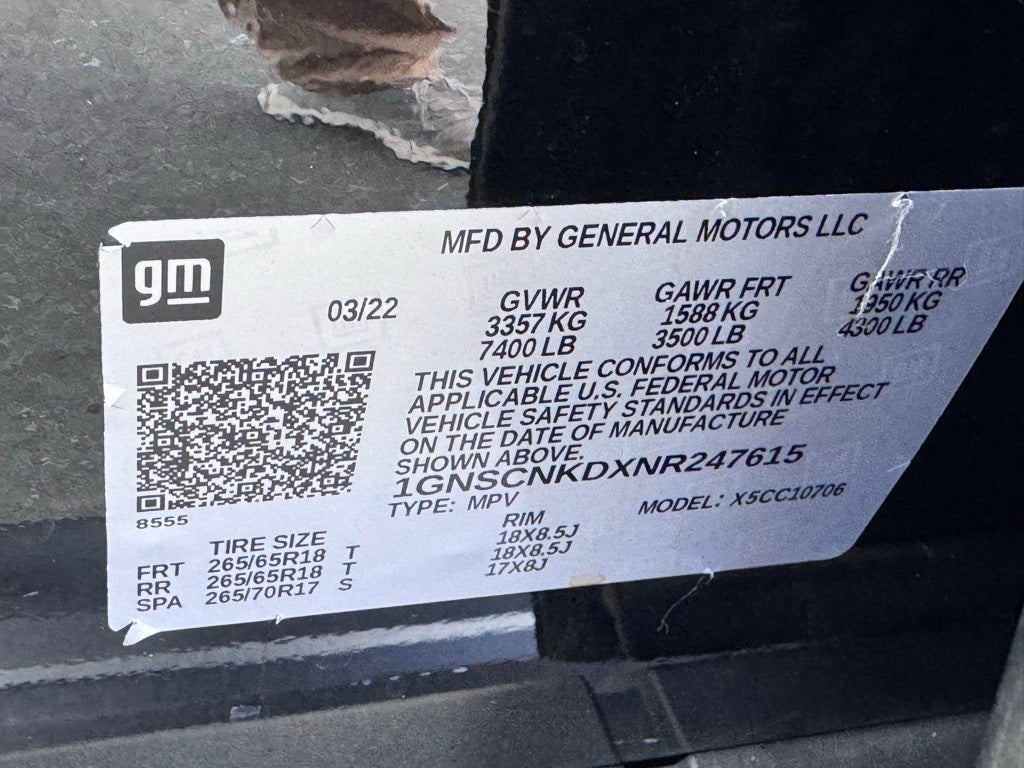 gm
MFD BY GENERAL MOTORS LLC
03/22
GVWR GAWR FRT GAWR RR
3357 KG 1588 KG 1950 KG
7400 LB 3500 LB 4300 LB
THIS VEHICLE CONFORMS TO ALL
APPLICABLE U.S. FEDERAL MOTOR
VEHICLE SAFETY STANDARDS IN EFFECT
ON THE DATE OF MANUFACTURE
SHOWN ABOVE.
1GNSCNKDXNR247615
TYPE: MPV MODEL: X5CC10706
8555
TIRE SIZE RIM
FRT 265/65R18 T 18X8.5J
RR 265/65R18 T 18X8.5J
SPA 265/70R17 S 17X8J